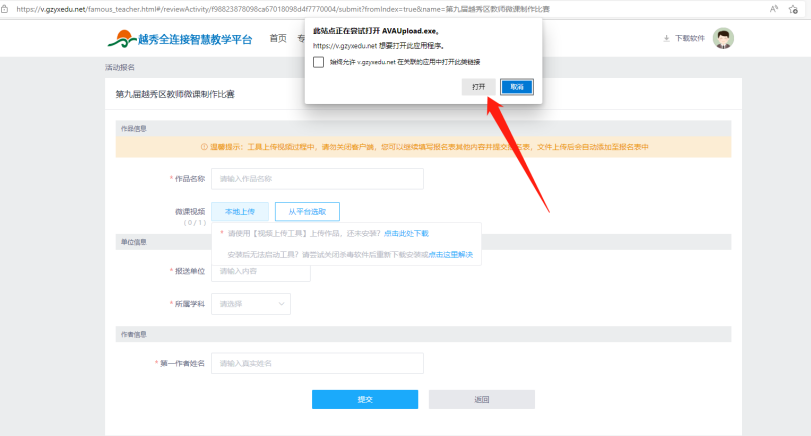 https://v.gzyxedu.net/famous_teacher.html#/reviewActivity/f98823878098ca67018098d4f7770004/submit?fromIndex=true&name=第九届越秀区教师微课制作比赛
越秀全连接智慧教学平台
首页
专
下载软件
此站点正在尝试打开 AVAUpload.exe。
https://v.gzyxedu.net 想要打开此应用程序。
始终允许 v.gzyxedu.net 在关联的应用中打开此类链接
打开
取消
活动报名
第九届越秀区教师微课制作比赛
作品信息
温馨提示：工具上传视频过程中，请勿关闭客户端。您可以继续填写报名表其他内容并提交报名表，文件上传后会自动添加至报名表中
* 作品名称
请输入作品名称
微课视频
(0/1)
本地上传
从平台选取
* 请使用【视频上传工具】上传作品，还未安装？点击此处下载
安装后无法启动工具？请尝试关闭杀毒软件后重新下载安装或点击这里解决
单位信息
* 报送单位
请输入内容
* 所属学科
请选择
作者信息
* 第一作者姓名
请输入真实姓名
提交
返回